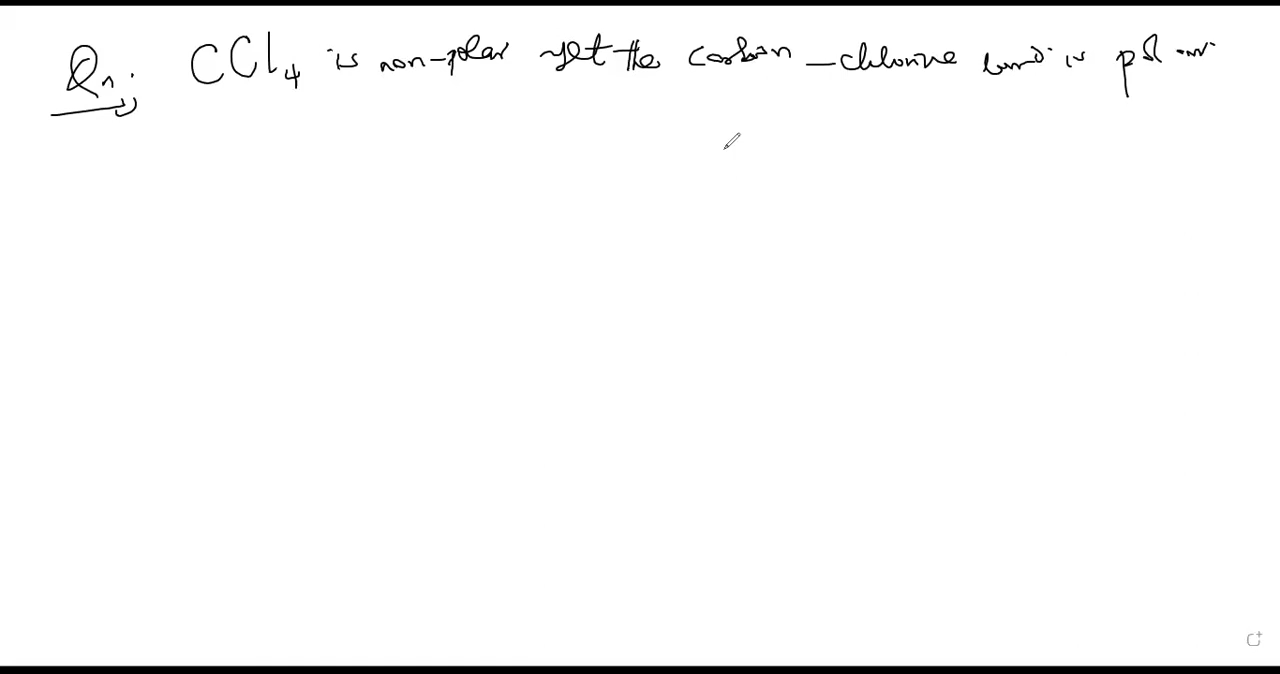 Qn: CCl4 is non-polar yet the carbon-chlorine bond is polar